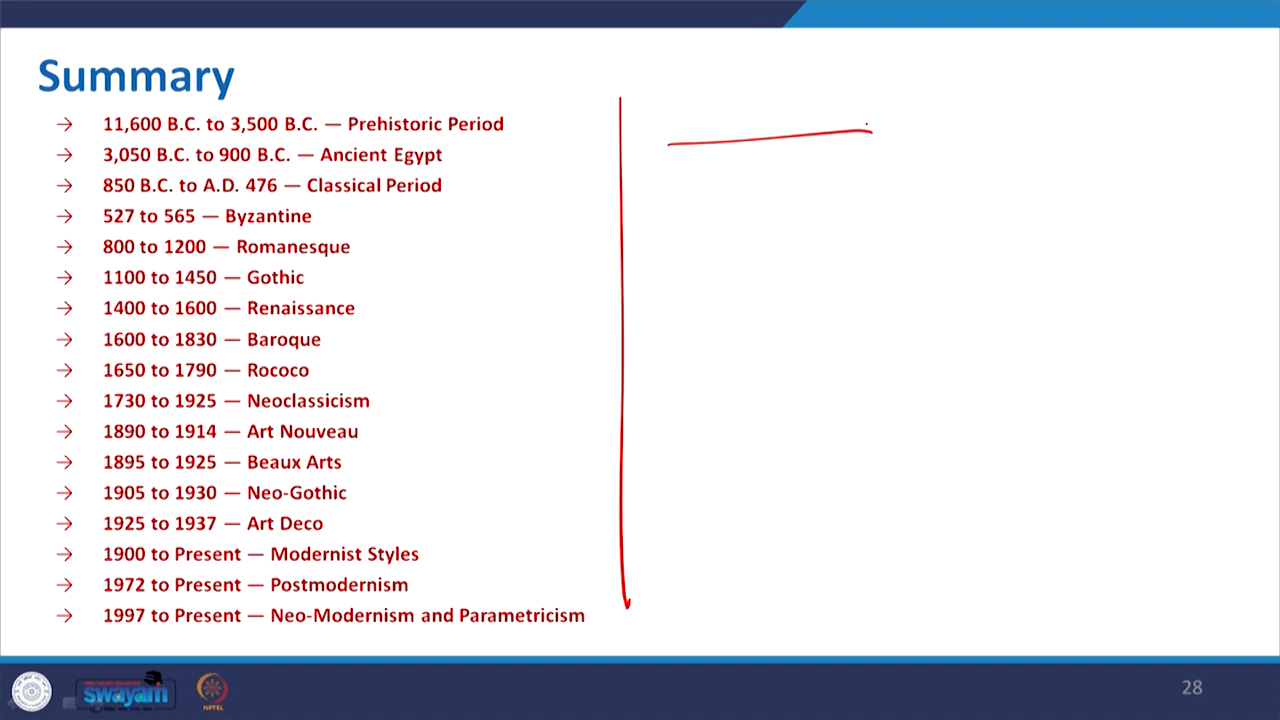 Summary
→ 11,600 B.C. to 3,500 B.C. — Prehistoric Period
→ 3,050 B.C. to 900 B.C. — Ancient Egypt
→ 850 B.C. to A.D. 476 — Classical Period
→ 527 to 565 — Byzantine
→ 800 to 1200 — Romanesque
→ 1100 to 1450 — Gothic
→ 1400 to 1600 — Renaissance
→ 1600 to 1830 — Baroque
→ 1650 to 1790 — Rococo
→ 1730 to 1925 — Neoclassicism
→ 1890 to 1914 — Art Nouveau
→ 1895 to 1925 — Beaux Arts
→ 1905 to 1930 — Neo-Gothic
→ 1925 to 1937 — Art Deco
→ 1900 to Present — Modernist Styles
→ 1972 to Present — Postmodernism
→ 1997 to Present — Neo-Modernism and Parametricism
swayam
NPTEL
28